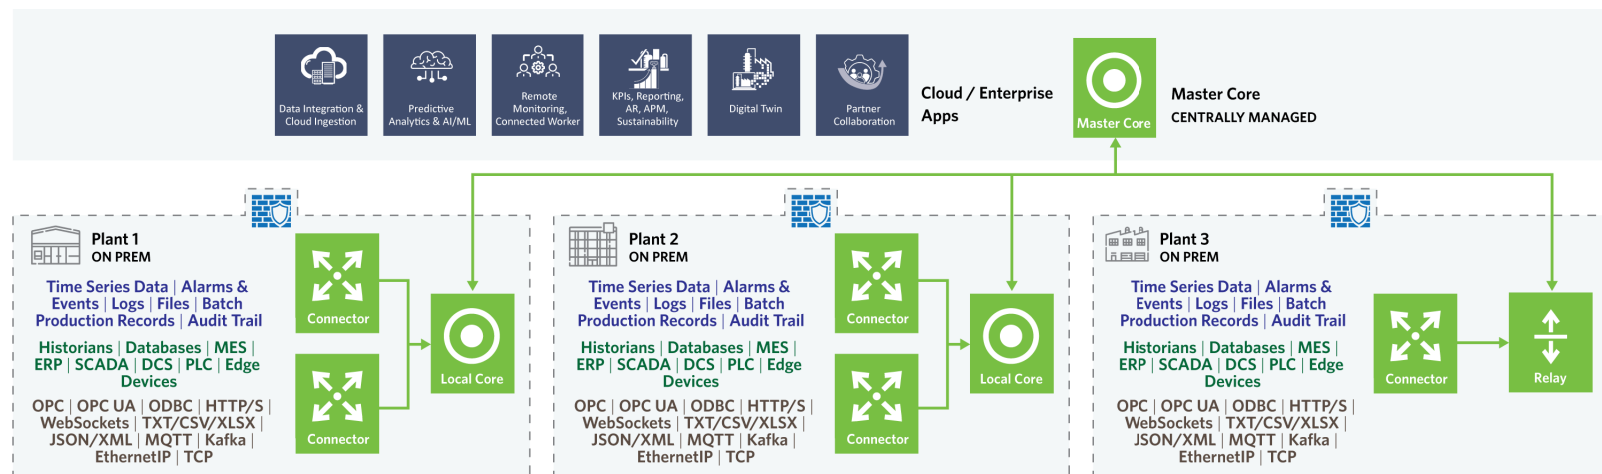 Data Integration &
Cloud Ingestion
Predictive
Analytics & AI/ML
Remote
Monitoring,
Connected Worker
KPIs, Reporting,
AR, APM,
Sustainability
Digital Twin
Partner
Collaboration
Cloud / Enterprise
Apps
Master Core
Master Core
CENTRALLY MANAGED
Plant 1
ON PREM
Time Series Data | Alarms &
Events | Logs | Files | Batch
Production Records | Audit Trail
Historians | Databases | MES |
ERP | SCADA | DCS | PLC | Edge
Devices
OPC | OPC UA | ODBC | HTTP/S |
WebSockets | TXT/CSV/XLSX |
JSON/XML | MQTT | Kafka |
EthernetIP | TCP
Connector
Connector
Local Core
Plant 2
ON PREM
Time Series Data | Alarms &
Events | Logs | Files | Batch
Production Records | Audit Trail
Historians | Databases | MES |
ERP | SCADA | DCS | PLC | Edge
Devices
OPC | OPC UA | ODBC | HTTP/S |
WebSockets | TXT/CSV/XLSX |
JSON/XML | MQTT | Kafka |
EthernetIP | TCP
Connector
Connector
Local Core
Plant 3
ON PREM
Time Series Data | Alarms &
Events | Logs | Files | Batch
Production Records | Audit Trail
Historians | Databases | MES |
ERP | SCADA | DCS | PLC | Edge
Devices
OPC | OPC UA | ODBC | HTTP/S |
WebSockets | TXT/CSV/XLSX |
JSON/XML | MQTT | Kafka |
EthernetIP | TCP
Connector
Relay